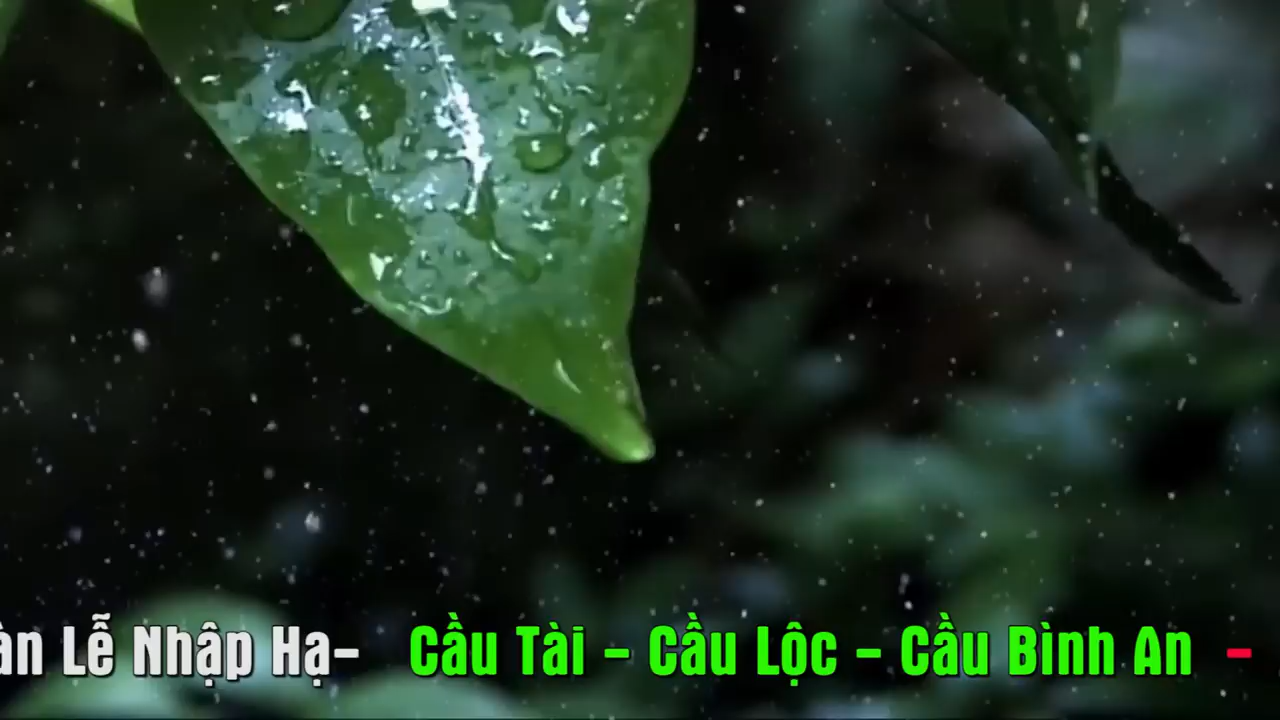 Lễ Nhập Hạ- Cầu Tài - Cầu Lộc - Cầu Bình An -